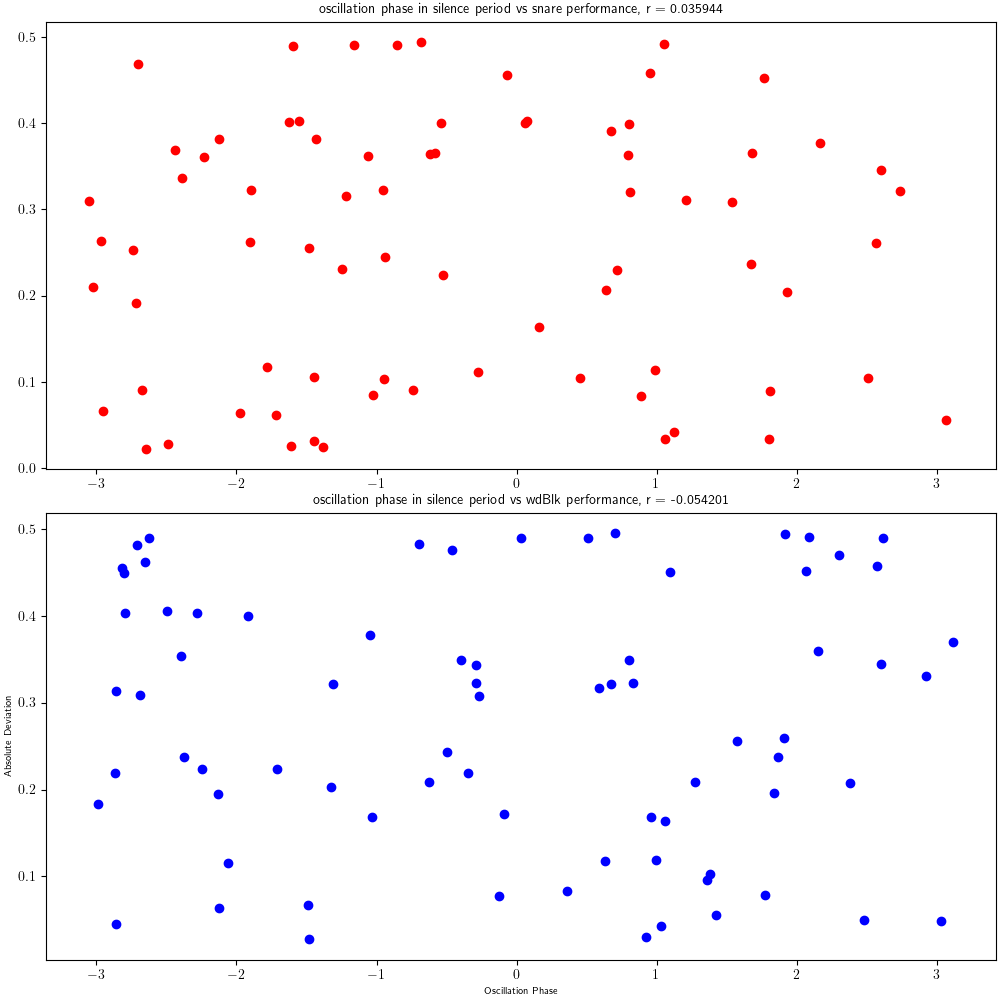 oscillation phase in silence period vs snare performance, r = 0.035944
0.5
0.4
0.3
0.2
0.1
0.0
−3 −2 −1 0 1 2 3
oscillation phase in silence period vs wdBlk performance, r = -0.054201
0.5
0.4
0.3
0.2
0.1
Absolute Deviation
−3 −2 −1 0 1 2 3
Oscillation Phase